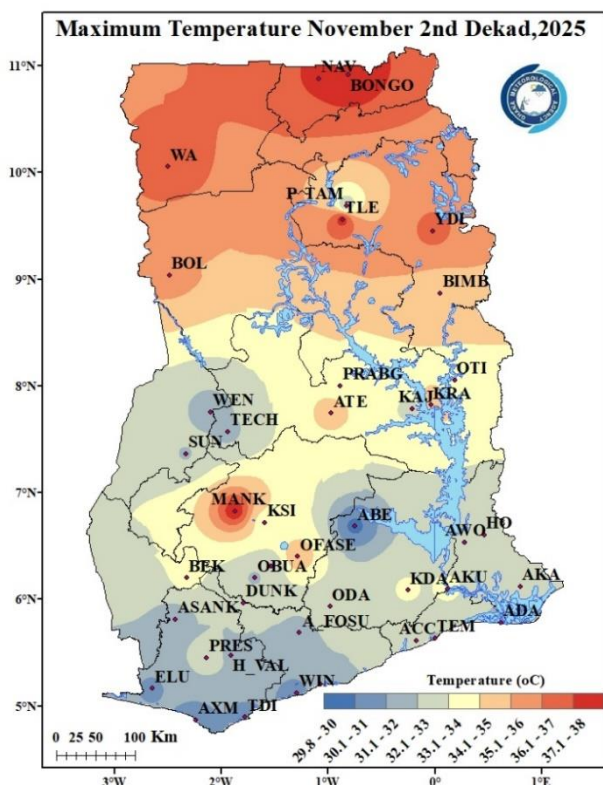 Maximum Temperature November 2nd Dekad,2025
11°N
10°N
9°N
8°N
7°N
6°N
5°N
NAV
BONGO
WA
P_TAM
TLE
YDI
BOL
BIMB
PRABG
OTI
WEN
ATE
KAJ
KRA
TECH
SUN
MANK
KSI
ABE
HO
AWO
OFASE
BEK
OBUA
KDA
AKU
AKA
DUNK
ODA
ASANK
A_FOSU
ADA
PRES
ACC
TEM
H_VAL
ELU
WIN
AXM
TDI
Temperature (oC)
29.8 - 30
30.1 - 31
31.1 - 32
32.1 - 33
33.1 - 34
34.1 - 35
35.1 - 36
36.1 - 37
37.1 - 38
0 25 50 100 Km
3°W
2°W
1°W
0°
1°E
GHANA METEOROLOGICAL AGENCY